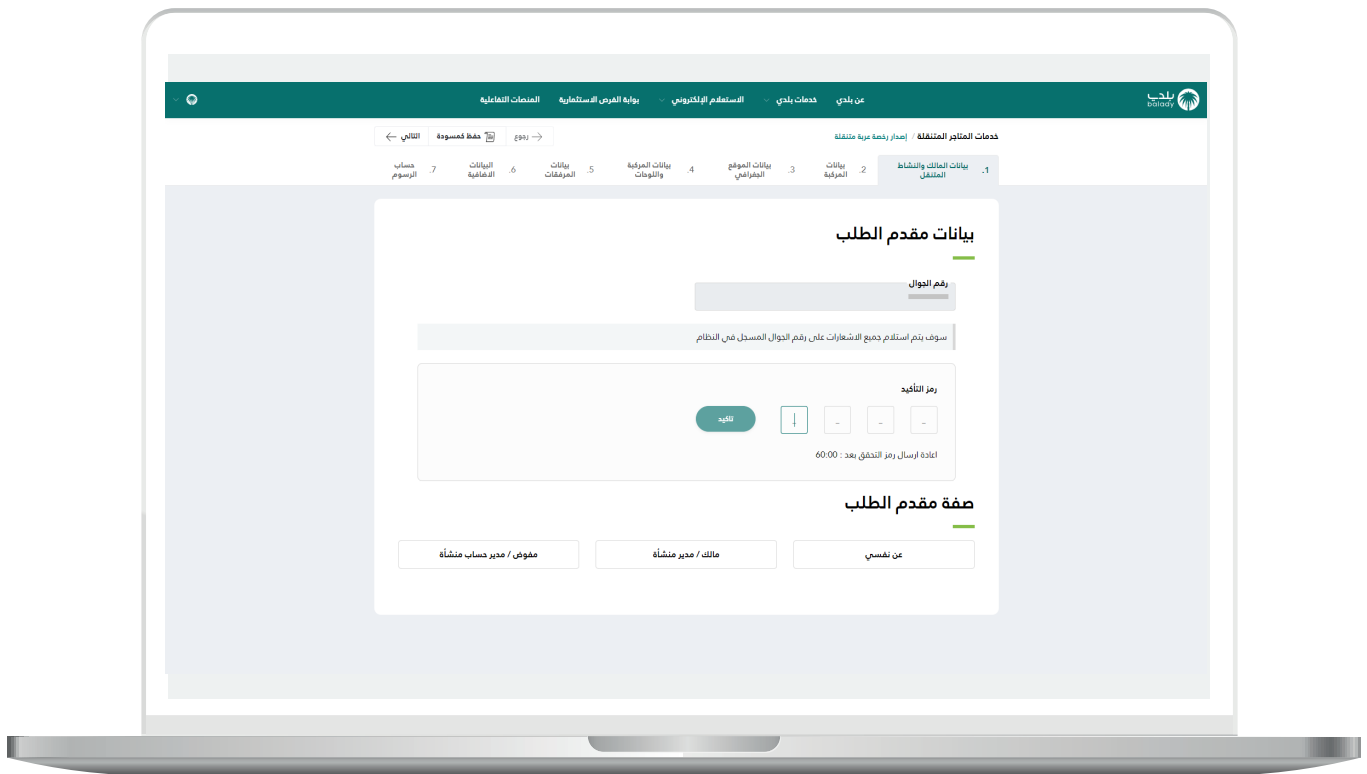 بلدي
balady
عن بلدي
خدمات بلدي
الاستعلام الإلكتروني
بوابة الفرص الاستثمارية
المنصات التفاعلية
خدمات المتاجر المتنقلة / إصدار رخصة عربة متنقلة
رجوع
حفظ كمسودة
التالي
1. بيانات المالك والنشاط
المتنقل
2. بيانات
المركبة
3. بيانات الموقع
الجغرافي
4. بيانات المركبة
واللوحات
5. بيانات
المرفقات
6. البيانات
الاضافية
7. حساب
الرسوم
بيانات مقدم الطلب
رقم الجوال
سوف يتم استلام جميع الاشعارات على رقم الجوال المسجل في النظام
رمز التأكيد
تاكيد
اعادة ارسال رمز التحقق بعد : 60:00
صفة مقدم الطلب
عن نفسي
مالك / مدير منشأة
مفوض / مدير حساب منشأة